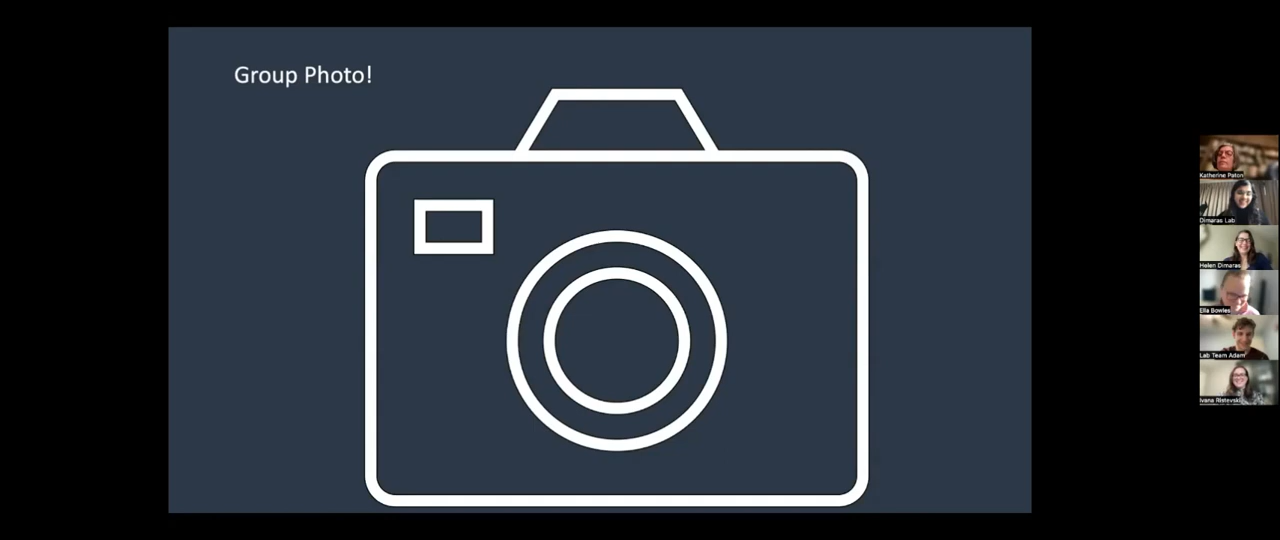 Group Photo!
Katherine Paton
Dimaras Lab
Helen Dimaras
Ella Bowles
Lab Team Adam
Ivana Ristevski